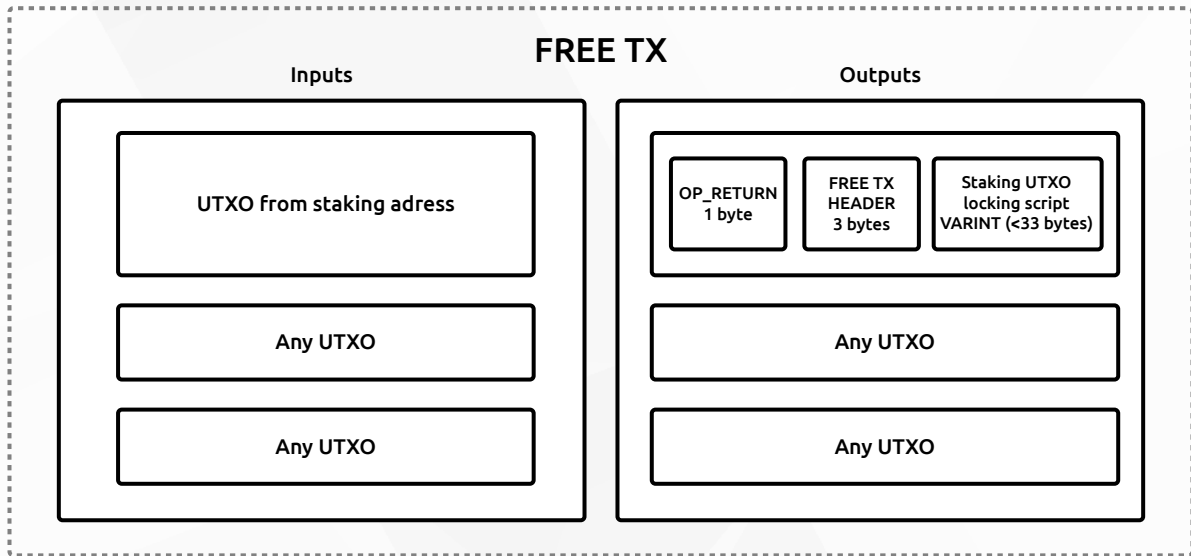 FREE TX
Inputs
UTXO from staking adress
Any UTXO
Any UTXO
Outputs
OP_RETURN
1 byte
FREE TX
HEADER
3 bytes
Staking UTXO
locking script
VARINT (<33 bytes)
Any UTXO
Any UTXO